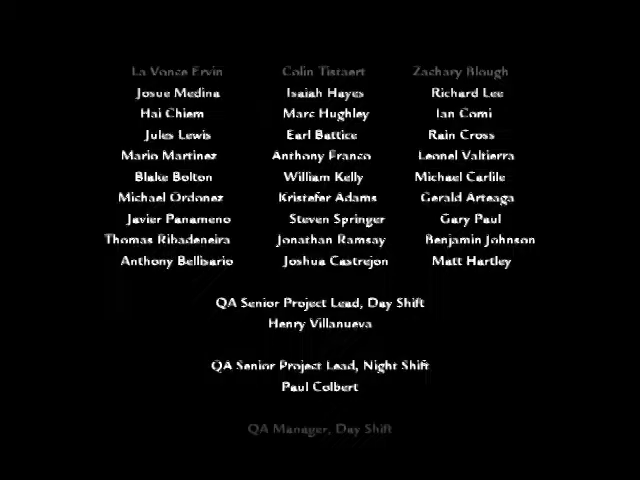 La Vonce Ervin Colin Tistaert Zachary Blough
Josue Medina Isaiah Hayes Richard Lee
Hai Chiem Marc Hughley Ian Comi
Jules Lewis Earl Battice Rain Cross
Mario Martinez Anthony Franco Leonel Valtierra
Blake Bolton William Kelly Michael Carlile
Michael Ordonez Kristefer Adams Gerald Arteaga
Javier Panameno Steven Springer Gary Paul
Thomas Ribadeneira Jonathan Ramsay Benjamin Johnson
Anthony Bellisario Joshua Castrejon Matt Hartley
QA Senior Project Lead, Day Shift
Henry Villanueva
QA Senior Project Lead, Night Shift
Paul Colbert
QA Manager, Day Shift